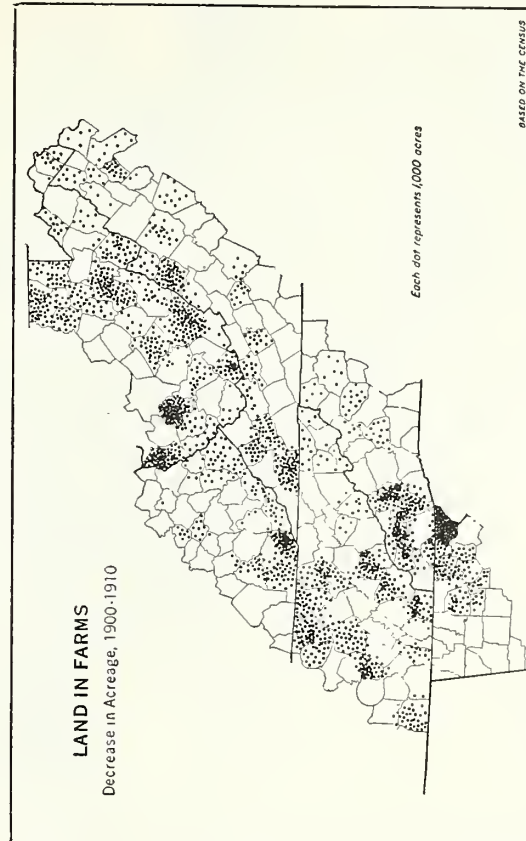 LAND IN FARMS
Decrease in Acreage, 1900-1910
Each dot represents 1,000 acres
BASED ON THE CENSUS